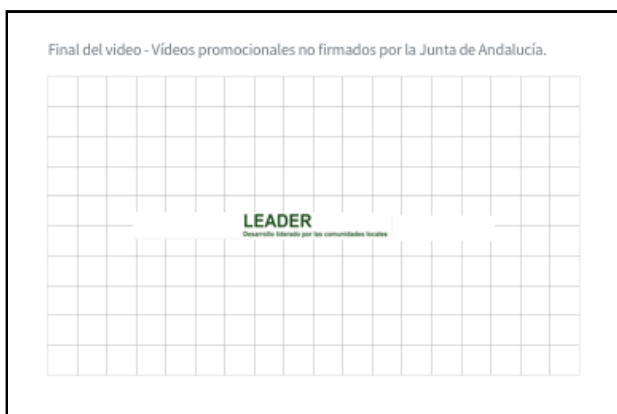 Final del video - Vídeos promocionales no firmados por la Junta de Andalucía.
LEADER
Desarrollo liderado por las comunidades locales